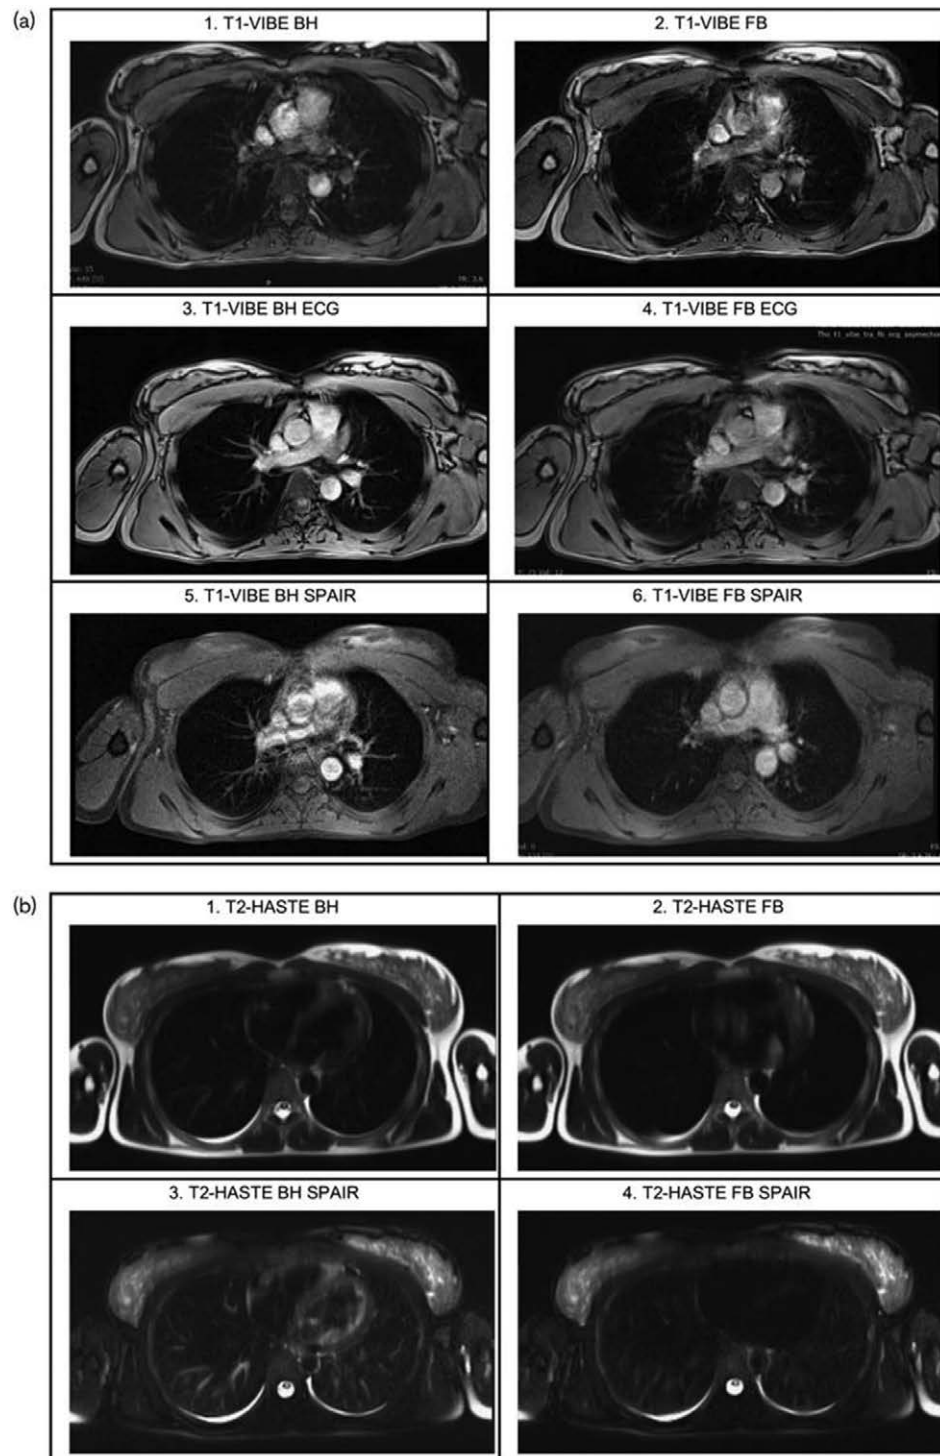 (a)
1. T1-VIBE BH
2. T1-VIBE FB
3. T1-VIBE BH ECG
4. T1-VIBE FB ECG
5. T1-VIBE BH SPAIR
6. T1-VIBE FB SPAIR
(b)
1. T2-HASTE BH
2. T2-HASTE FB
3. T2-HASTE BH SPAIR
4. T2-HASTE FB SPAIR